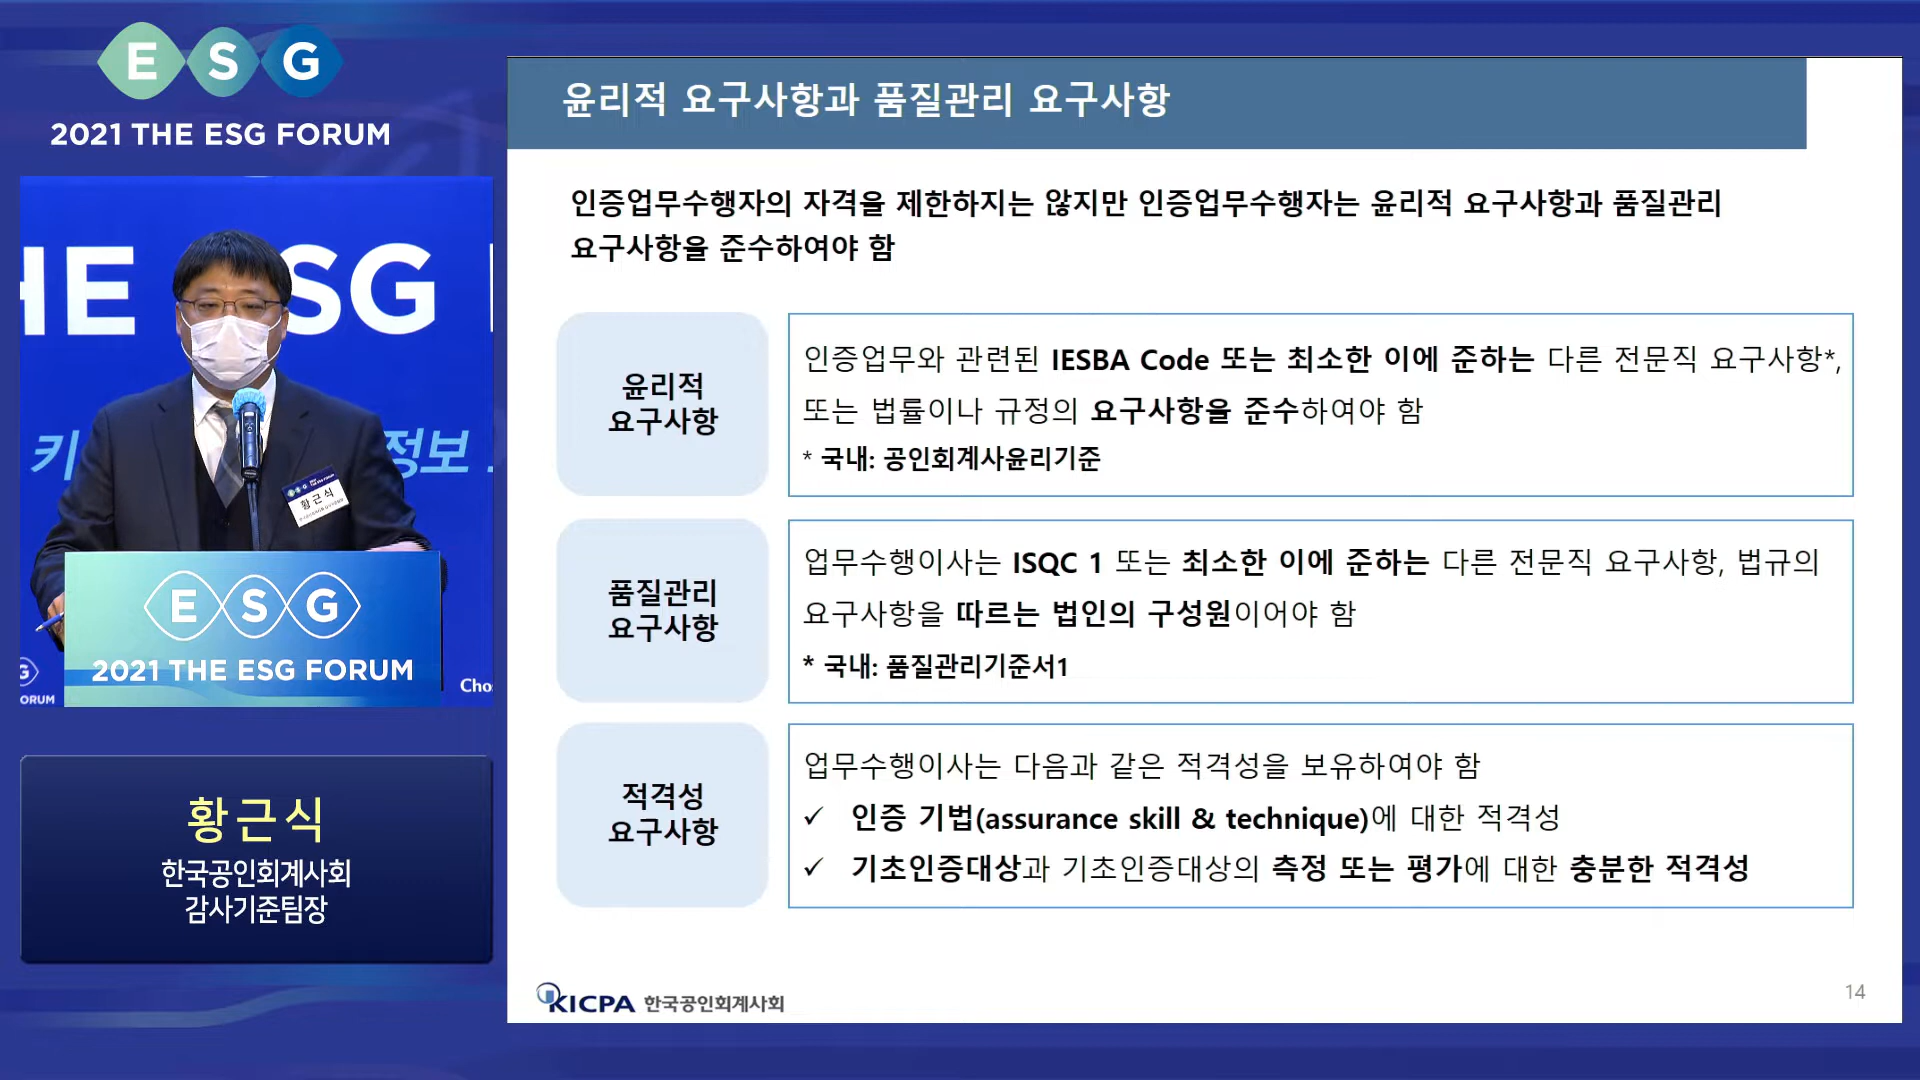 E S G
2021 THE ESG FORUM
윤리적 요구사항과 품질관리 요구사항
인증업무수행자의 자격을 제한하지는 않지만 인증업무수행자는 윤리적 요구사항과 품질관리
요구사항을 준수하여야 함
윤리적
요구사항
인증업무와 관련된 IESBA Code 또는 최소한 이에 준하는 다른 전문직 요구사항*,
또는 법률이나 규정의 요구사항을 준수하여야 함
* 국내: 공인회계사윤리기준
품질관리
요구사항
업무수행이사는 ISQC 1 또는 최소한 이에 준하는 다른 전문직 요구사항, 법규의
요구사항을 따르는 법인의 구성원이어야 함
* 국내: 품질관리기준서1
적격성
요구사항
업무수행이사는 다음과 같은 적격성을 보유하여야 함
✓ 인증 기법(assurance skill & technique)에 대한 적격성
✓ 기초인증대상과 기초인증대상의 측정 또는 평가에 대한 충분한 적격성
KICPA 한국공인회계사회
14
HE ESG
키 정보
황근식
E S G
2021 THE ESG FORUM
G
ORUM
Cho
황근식
한국공인회계사회
감사기준팀장